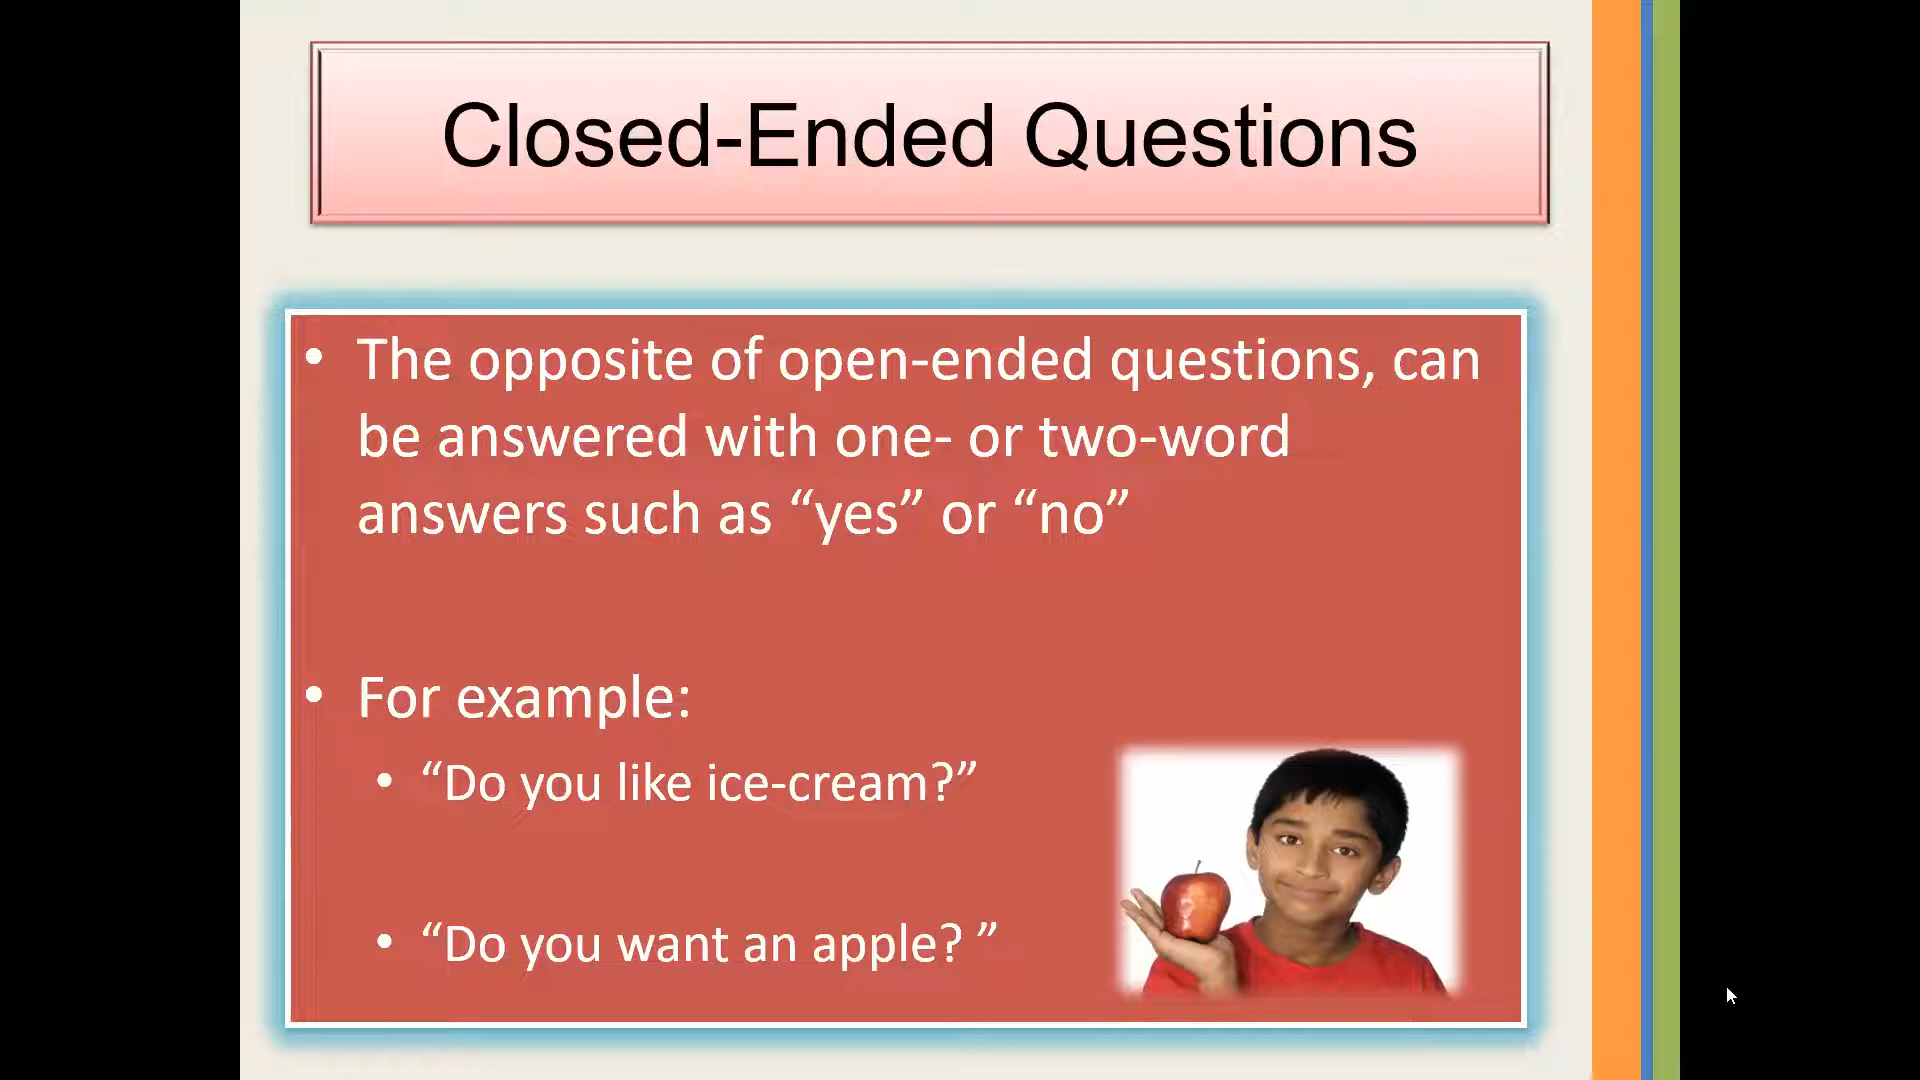 Closed-Ended Questions
• The opposite of open-ended questions, can
be answered with one- or two-word
answers such as “yes” or “no”
• For example:
• “Do you like ice-cream?”
• “Do you want an apple? ”